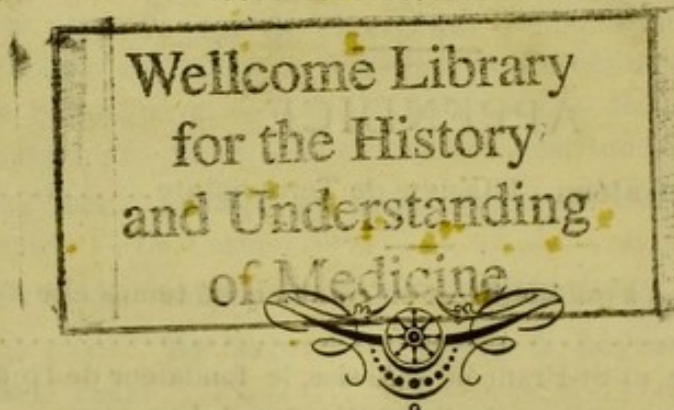 Wellcome Library
for the History
and Understanding
of Medicine